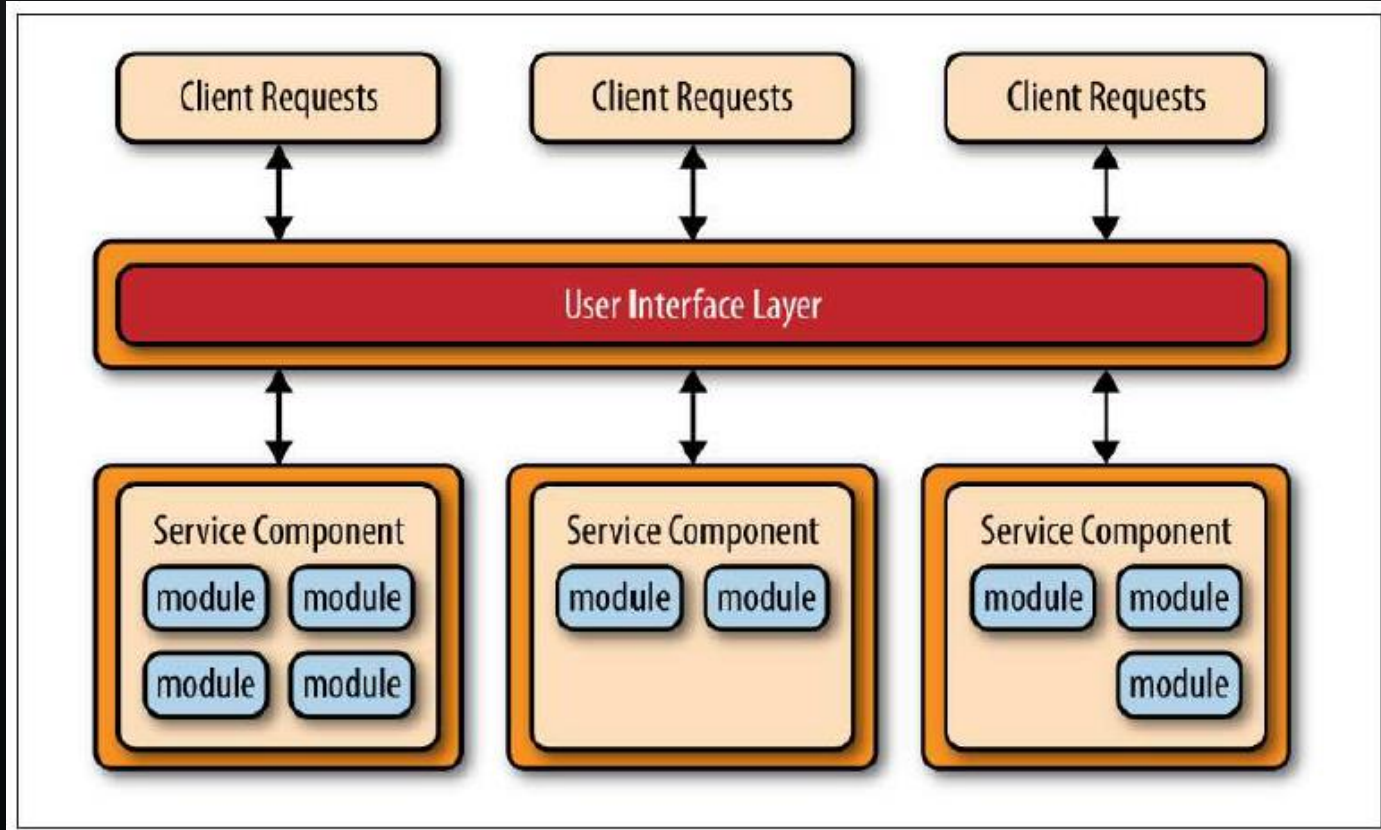 Client Requests
Client Requests
Client Requests
User Interface Layer
Service Component
module module
module module
Service Component
module module
Service Component
module module
module